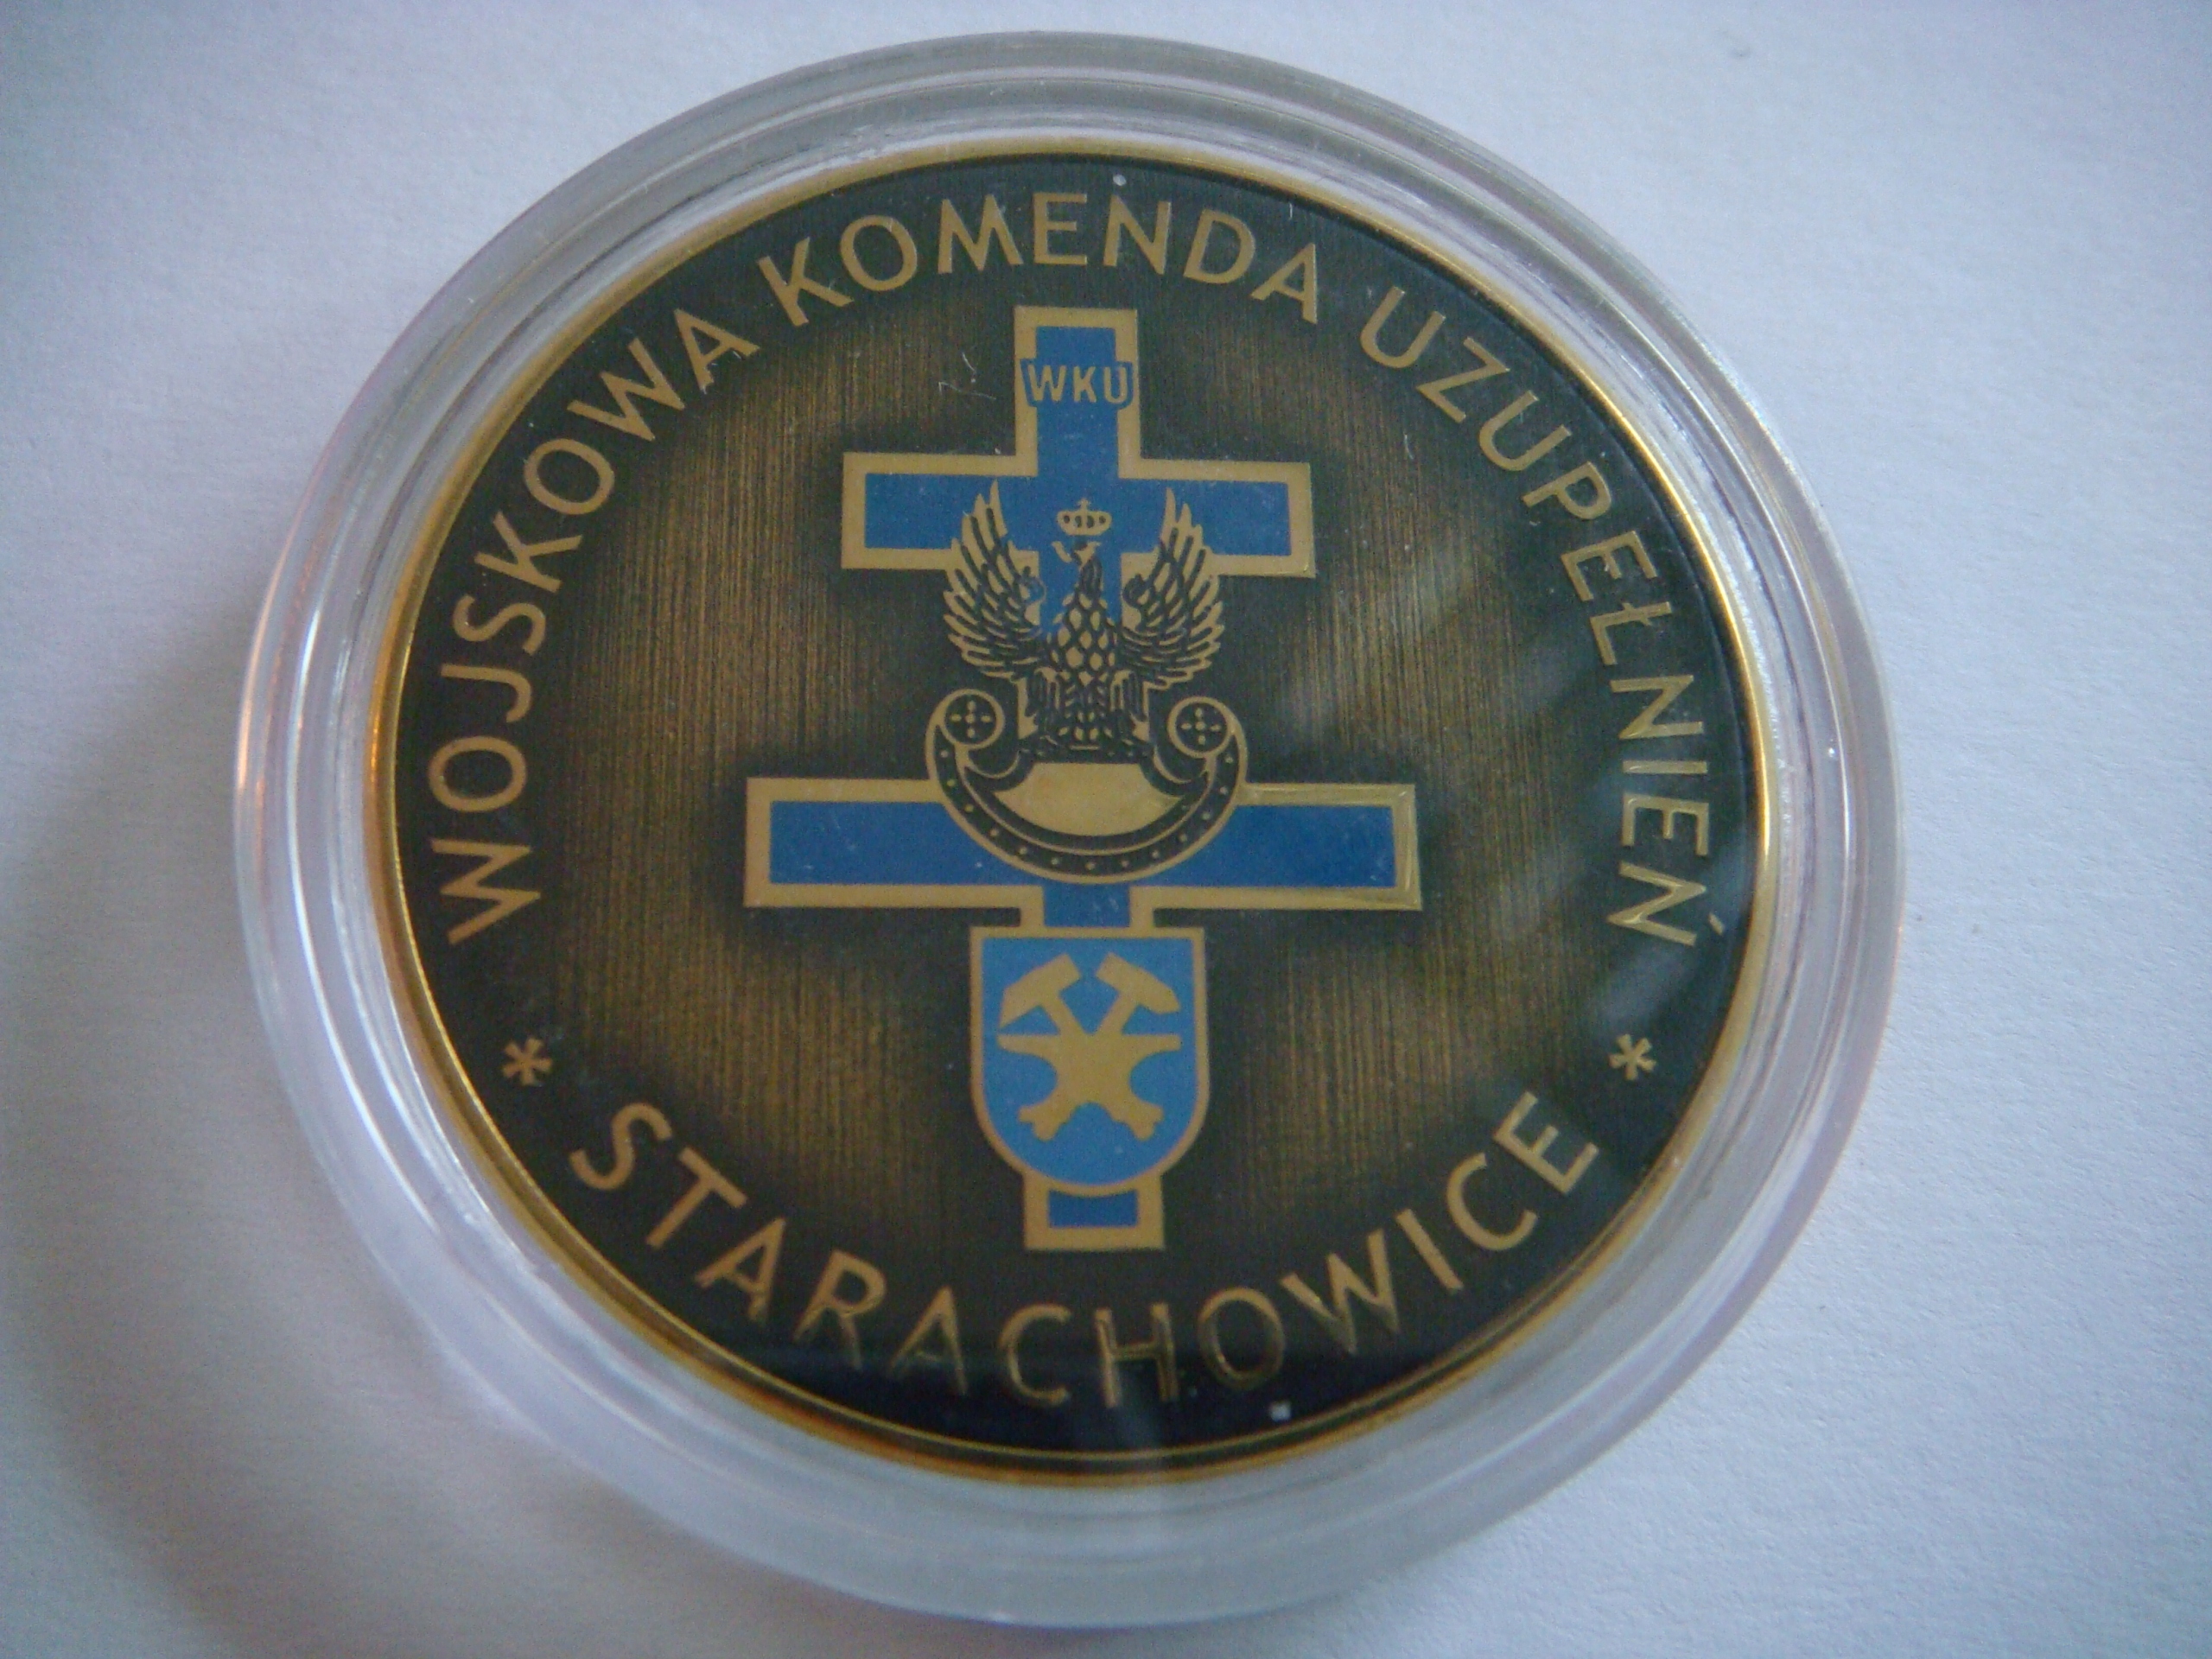 WOJSKOWA KOMENDA UZUPEŁNIEŃ
WKU
* STARACHOWICE *